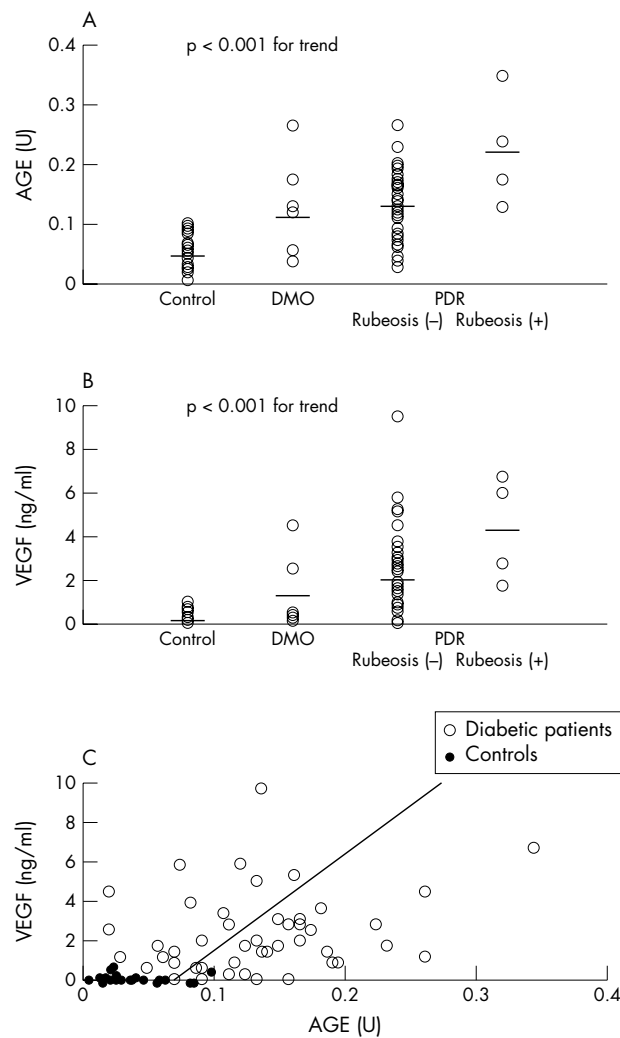 A
p < 0.001 for trend
0.4
0.3
0.2
0.1
0
AGE (U)
Control DMO PDR
Rubeosis (–) Rubeosis (+)
B
p < 0.001 for trend
10
8
6
4
2
0
VEGF (ng/ml)
Control DMO PDR
Rubeosis (–) Rubeosis (+)
Diabetic patients
Controls
C
10
8
6
4
2
0
VEGF (ng/ml)
0 0.1 0.2 0.3 0.4
AGE (U)